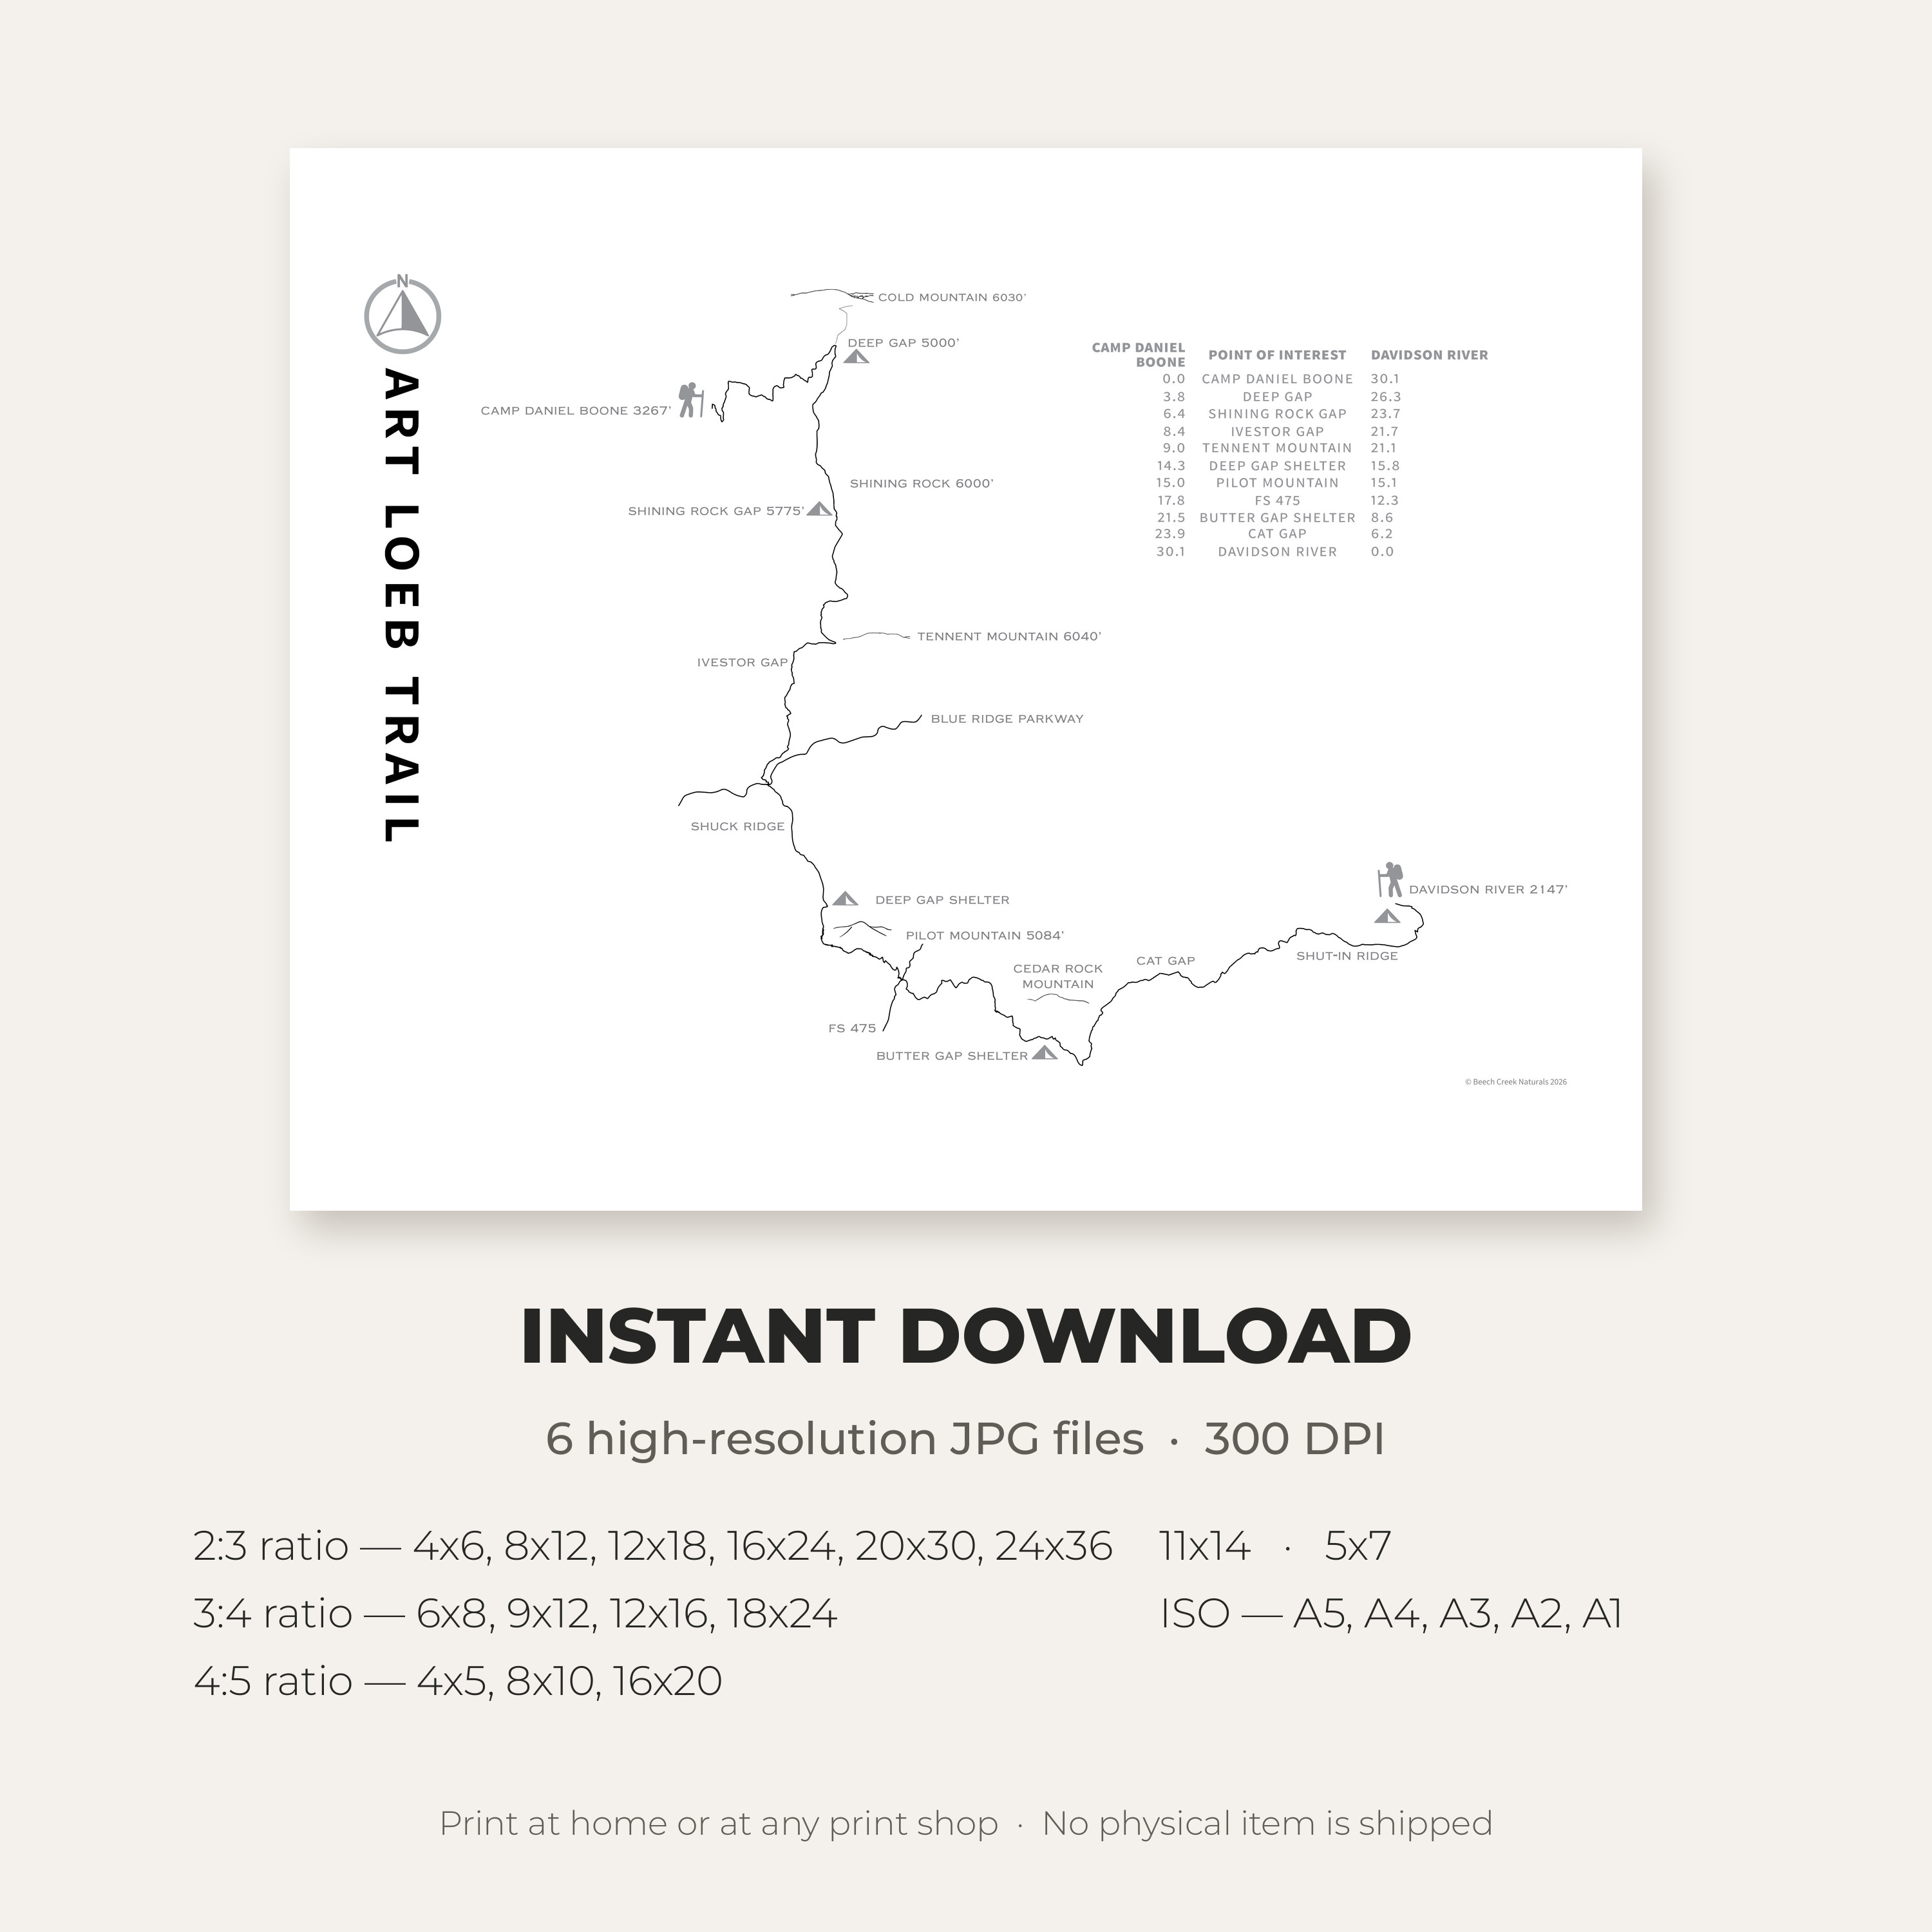 N
ART LOEB TRAIL
COLD MOUNTAIN 6030'
DEEP GAP 5000'
CAMP DANIEL BOONE 3267'
SHINING ROCK 6000'
SHINING ROCK GAP 5775'
TENNENT MOUNTAIN 6040'
IVESTOR GAP
BLUE RIDGE PARKWAY
SHUCK RIDGE
DEEP GAP SHELTER
PILOT MOUNTAIN 5084'
CEDAR ROCK
MOUNTAIN
CAT GAP
SHUT-IN RIDGE
DAVIDSON RIVER 2147'
FS 475
BUTTER GAP SHELTER
CAMP DANIEL
BOONE POINT OF INTEREST DAVIDSON RIVER
0.0 CAMP DANIEL BOONE 30.1
3.8 DEEP GAP 26.3
6.4 SHINING ROCK GAP 23.7
8.4 IVESTOR GAP 21.7
9.0 TENNENT MOUNTAIN 21.1
14.3 DEEP GAP SHELTER 15.8
15.0 PILOT MOUNTAIN 15.1
17.8 FS 475 12.3
21.5 BUTTER GAP SHELTER 8.6
23.9 CAT GAP 6.2
30.1 DAVIDSON RIVER 0.0
© Beech Creek Naturals 2026
INSTANT DOWNLOAD
6 high-resolution JPG files · 300 DPI
2:3 ratio — 4x6, 8x12, 12x18, 16x24, 20x30, 24x36
3:4 ratio — 6x8, 9x12, 12x16, 18x24
4:5 ratio — 4x5, 8x10, 16x20
11x14 · 5x7
ISO — A5, A4, A3, A2, A1
Print at home or at any print shop · No physical item is shipped